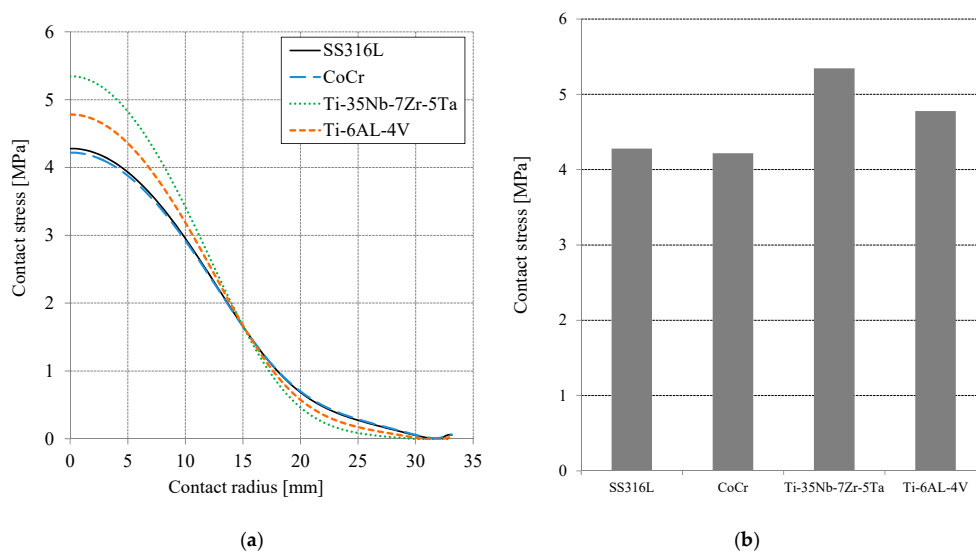 6
5
4
3
2
1
0
Contact stress [MPa]
SS316L
CoCr
Ti-35Nb-7Zr-5Ta
Ti-6AL-4V
0 5 10 15 20 25 30 35
Contact radius [mm]
(a)
6
5
4
3
2
1
0
Contact stress [MPa]
SS316L CoCr Ti-35Nb-7Zr-5Ta Ti-6AL-4V
(b)